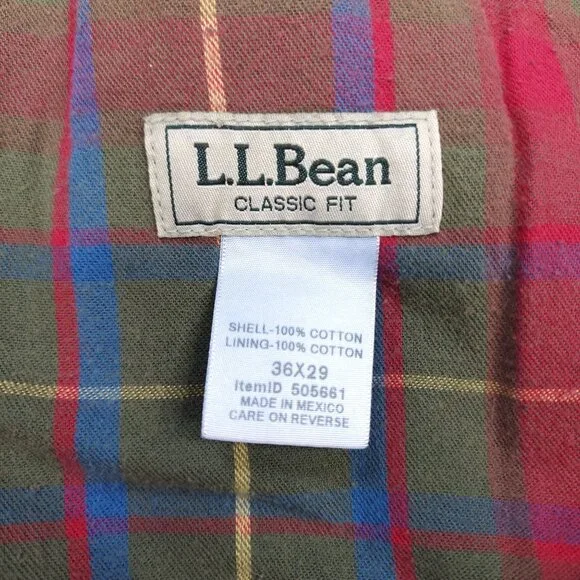 L.L.Bean
CLASSIC FIT
SHELL-100% COTTON
LINING-100% COTTON
36X29
ItemID 505661
MADE IN MEXICO
CARE ON REVERSE